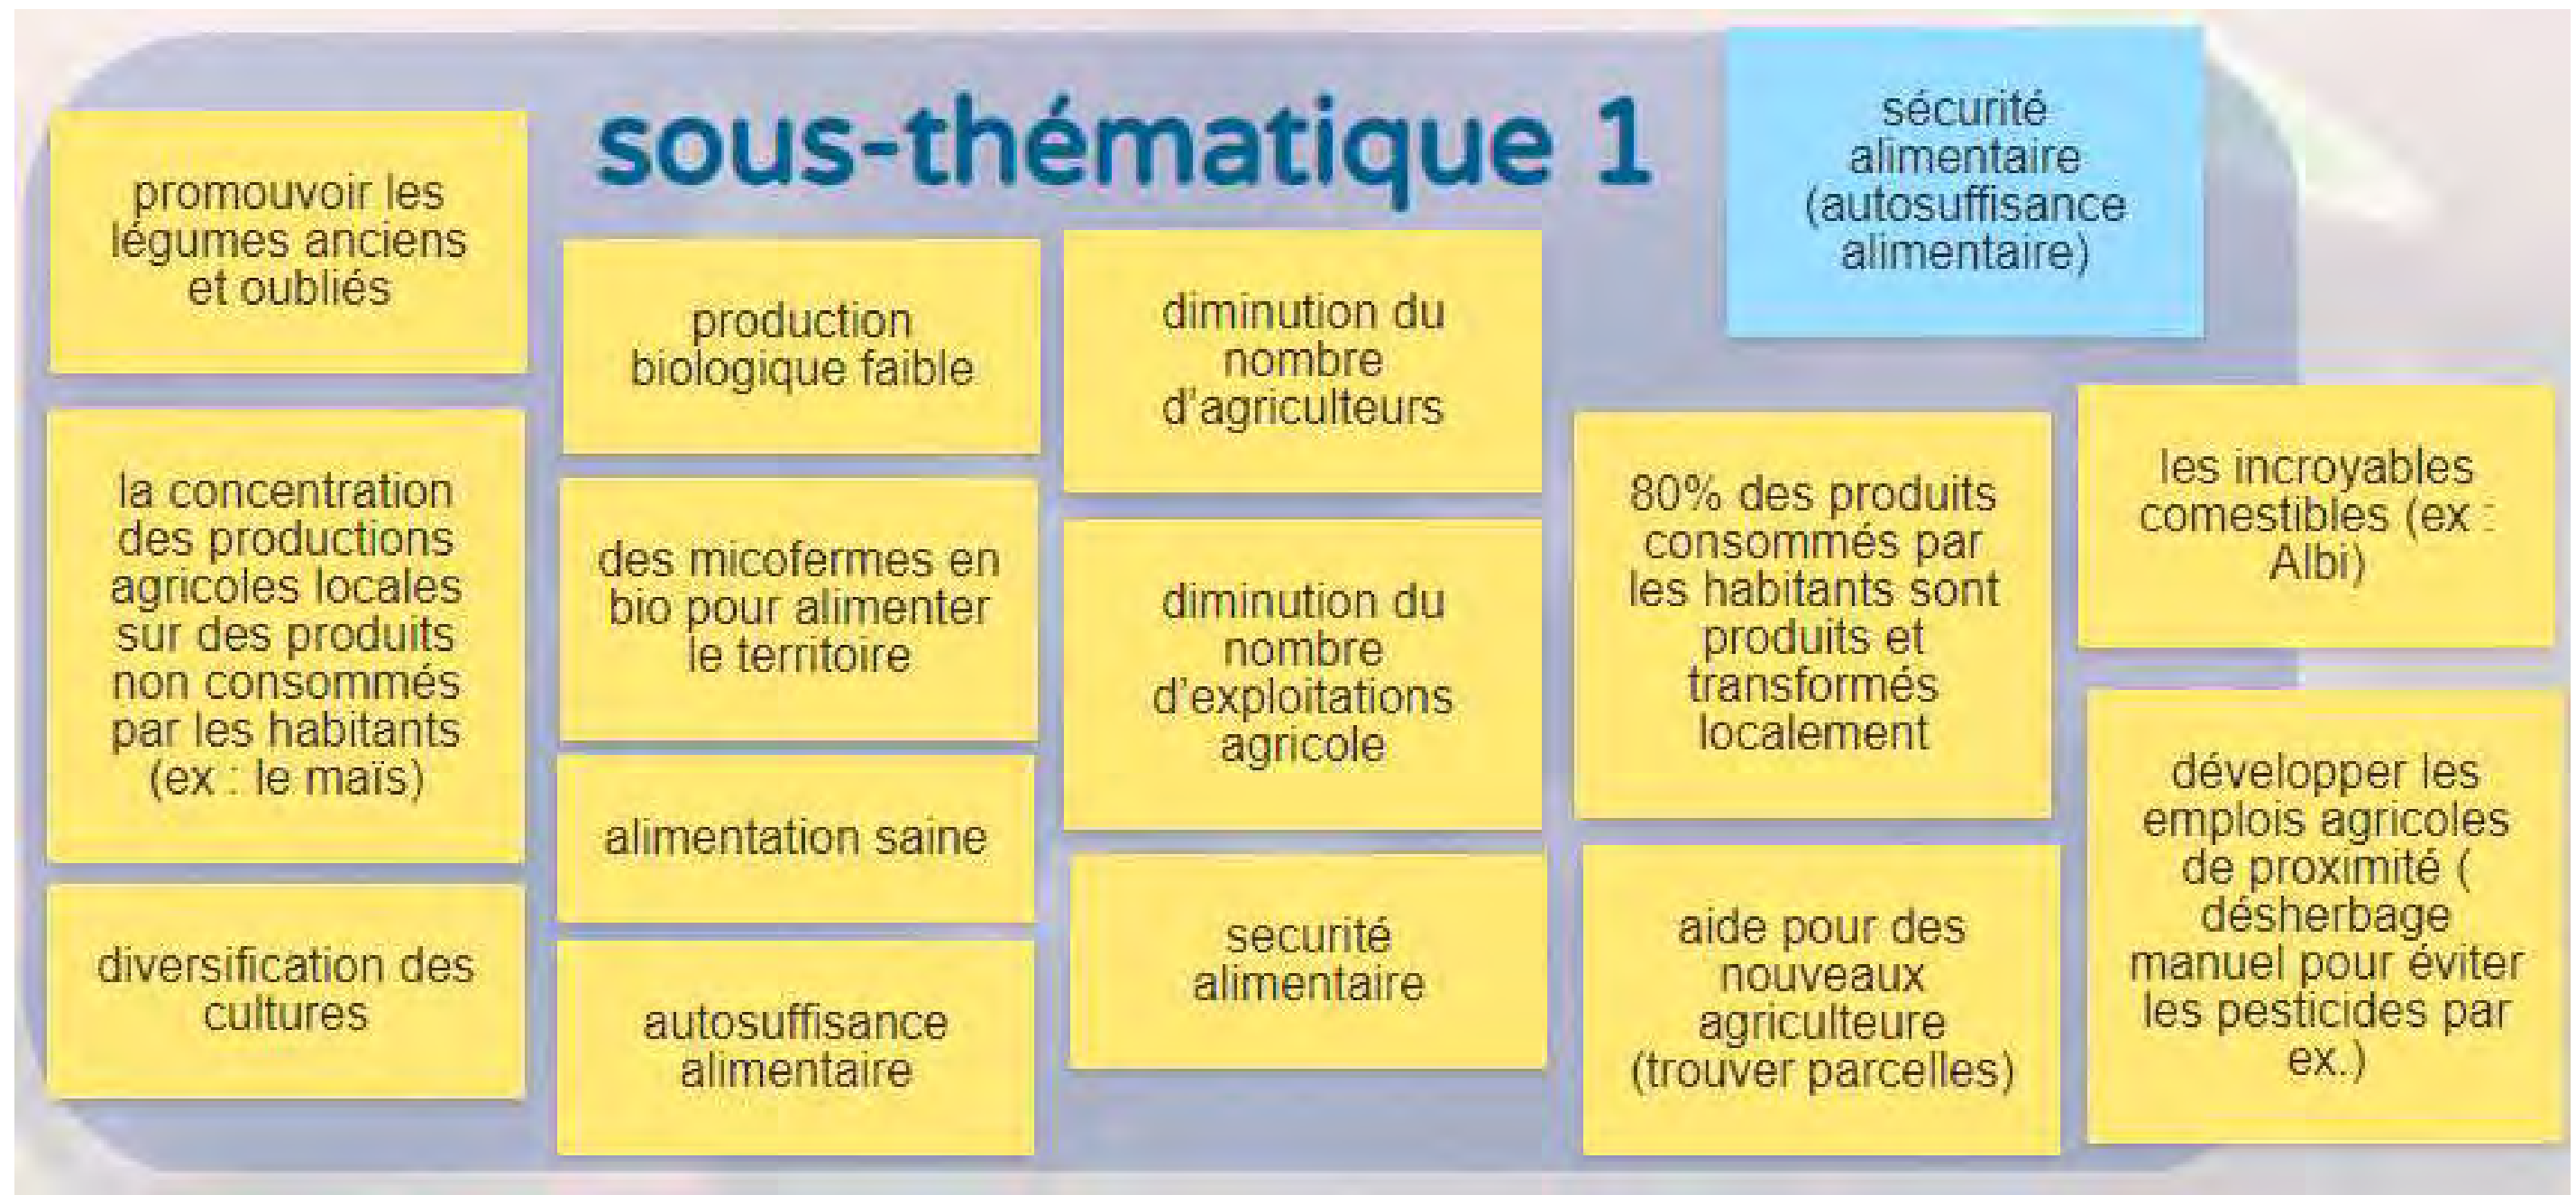 sous-thématique 1
sécurité
alimentaire
(autosuffisance
alimentaire)
promouvoir les
légumes anciens
et oubliés
la concentration
des productions
agricoles locales
sur des produits
non consommés
par les habitants
(ex : le maïs)
diversification des
cultures
production
biologique faible
des micofermes en
bio pour alimenter
le territoire
alimentation saine
autosuffisance
alimentaire
diminution du
nombre
d'agriculteurs
diminution du
nombre
d'exploitations
agricole
securité
alimentaire
80% des produits
consommés par
les habitants sont
produits et
transformés
localement
aide pour des
nouveaux
agriculteure
(trouver parcelles)
les incroyables
comestibles (ex :
Albi)
développer les
emplois agricoles
de proximité (
désherbage
manuel pour éviter
les pesticides par
ex.)